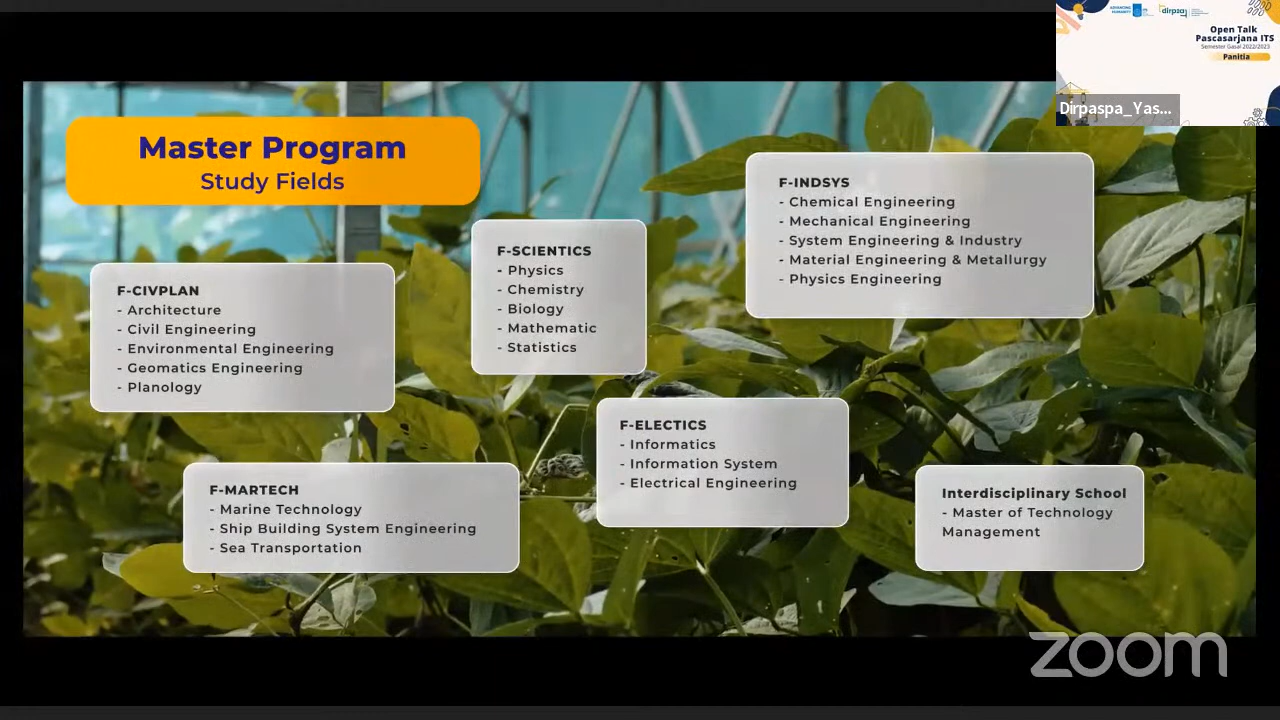 ADVANCING HUMANITY
dirpspa
Open Talk
Pascasarjana ITS
Semester Gasal 2022/2023
Panitia
Dirpaspa_Yas...
Master Program
Study Fields
F-INDSYS
- Chemical Engineering
- Mechanical Engineering
- System Engineering & Industry
- Material Engineering & Metallurgy
- Physics Engineering
F-SCIENTICS
- Physics
- Chemistry
- Biology
- Mathematic
- Statistics
F-CIVPLAN
- Architecture
- Civil Engineering
- Environmental Engineering
- Geomatics Engineering
- Planology
F-ELECTICS
- Informatics
- Information System
- Electrical Engineering
F-MARTECH
- Marine Technology
- Ship Building System Engineering
- Sea Transportation
Interdisciplinary School
- Master of Technology
Management
zoom